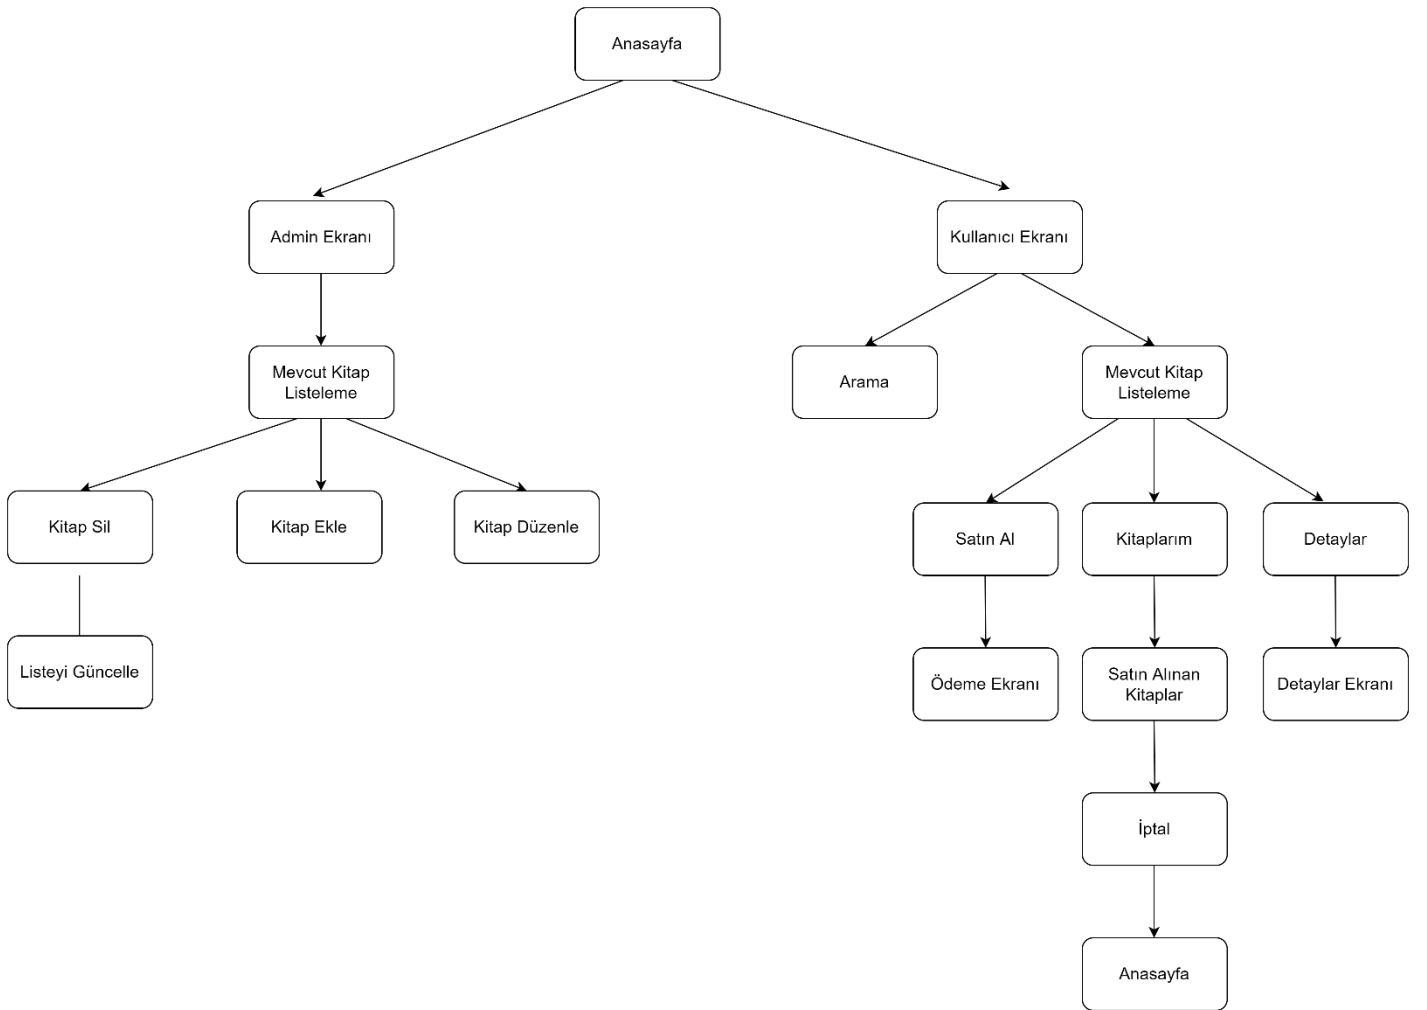 Anasayfa
Admin Ekranı
Kullanıcı Ekranı
Mevcut Kitap
Listeleme
Arama
Mevcut Kitap
Listeleme
Kitap Sil
Kitap Ekle
Kitap Düzenle
Satın Al
Kitaplarım
Detaylar
Listeyi Güncelle
Ödeme Ekranı
Satın Alınan
Kitaplar
Detaylar Ekranı
İptal
Anasayfa